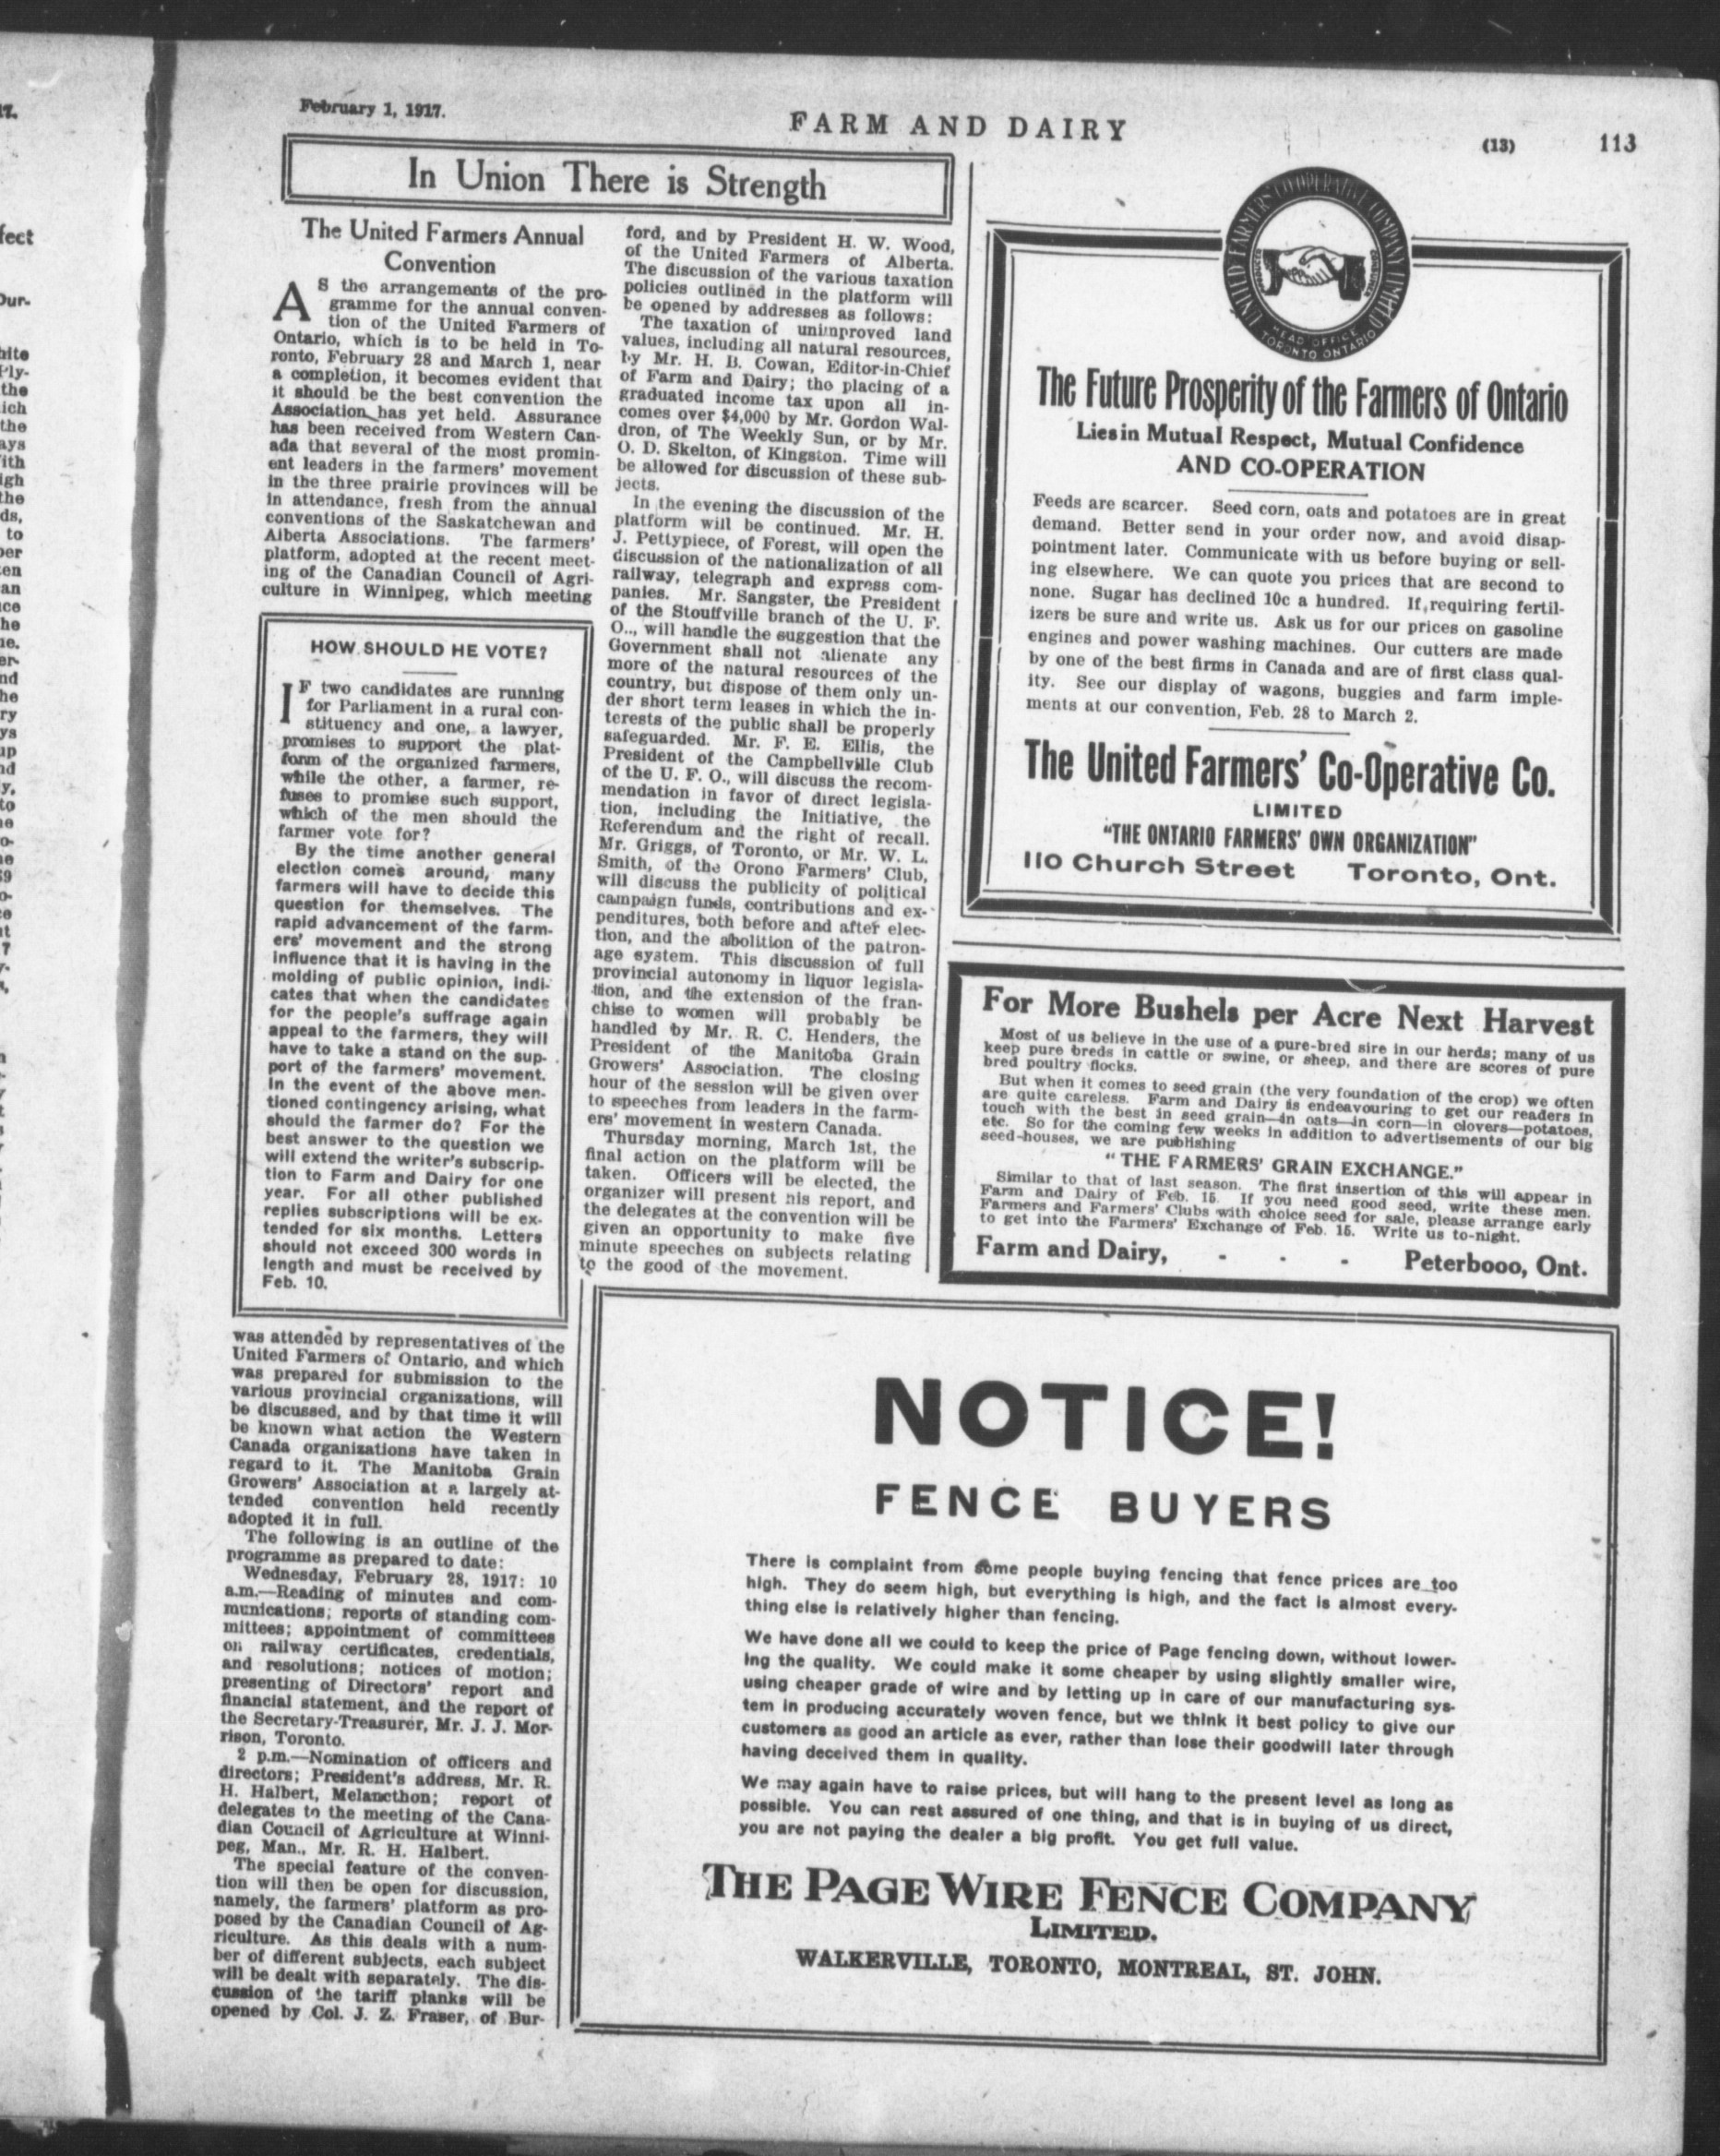 February 1, 1917.
FARM AND DAIRY
(13)
113
In Union There is Strength
The United Farmers Annual
Convention
AS the arrangements of the pro-
gramme for the annual conven-
tion of the United Farmers of
Ontario, which is to be held in To-
ronto, February 28 and March 1, near
a completion, it becomes evident that
it should be the best convention the
Association has yet held. Assurance
has been received from Western Can-
ada that several of the most promin-
ent leaders in the farmers' movement
in the three prairie provinces will be
in attendance, fresh from the annual
conventions of the Saskatchewan and
Alberta Associations. The farmers'
platform, adopted at the recent meet-
ing of the Canadian Council of Agri-
culture in Winnipeg, which meeting
HOW SHOULD HE VOTE?
IF two candidates are running
for Parliament in a rural con-
stituency and one, a lawyer,
promises to support the plat-
form of the organized farmers,
while the other, a farmer, re-
fuses to promise such support,
which of the men should the
farmer vote for?
By the time another general
election comes around, many
farmers will have to decide this
question for themselves. The
rapid advancement of the farm-
ers' movement and the strong
influence that it is having in the
molding of public opinion, indi-
cates that when the candidates
for the people's suffrage again
appeal to the farmers, they will
have to take a stand on the sup-
port of the farmers' movement.
In the event of the above men-
tioned contingency arising, what
should the farmer do? For the
best answer to the question we
will extend the writer's subscrip-
tion to Farm and Dairy for one
year. For all other published
replies subscriptions will be ex-
tended for six months. Letters
should not exceed 300 words in
length and must be received by
Feb. 10.
was attended by representatives of the
United Farmers of Ontario, and which
was prepared for submission to the
various provincial organizations, will
be discussed, and by that time it will
be known what action the Western
Canada organizations have taken in
regard to it. The Manitoba Grain
Growers' Association at a largely at-
tended convention held recently
adopted it in full.
The following is an outline of the
programme as prepared to date:
Wednesday, February 28, 1917: 10
a.m.—Reading of minutes and com-
munications; reports of standing com-
mittees; appointment of committees
on railway certificates, credentials,
and resolutions; notices of motion;
presenting of Directors' report and
financial statement, and the report of
the Secretary-Treasurer, Mr. J. J. Mor-
rison, Toronto.
2 p.m.—Nomination of officers and
directors; President's address, Mr. R.
H. Halbert, Melancthon; report of
delegates to the meeting of the Cana-
dian Council of Agriculture at Winni-
peg, Man., Mr. R. H. Halbert.
The special feature of the conven-
tion will then be open for discussion,
namely, the farmers' platform as pro-
posed by the Canadian Council of Ag-
riculture. As this deals with a num-
ber of different subjects, each subject
will be dealt with separately. The dis-
cussion of the tariff planks will be
opened by Col. J. Z. Fraser, of Bur-
ford, and by President H. W. Wood,
of the United Farmers of Alberta.
The discussion of the various taxation
policies outlined in the platform will
be opened by addresses as follows:
The taxation of unimproved land
values, including all natural resources,
by Mr. H. B. Cowan, Editor-in-Chief
of Farm and Dairy; the placing of a
graduated income tax upon all in-
comes over $4,000 by Mr. Gordon Wal-
dron, of The Weekly Sun, or by Mr.
O. D. Skelton, of Kingston. Time will
be allowed for discussion of these sub-
jects.
In the evening the discussion of the
platform will be continued. Mr. H.
J. Pettypiece, of Forest, will open the
discussion of the nationalization of all
railway, telegraph and express com-
panies. Mr. Sangster, the President
of the Stouffville branch of the U. F.
O.., will handle the suggestion that the
Government shall not alienate any
more of the natural resources of the
country, but dispose of them only un-
der short term leases in which the in-
terests of the public shall be properly
safeguarded. Mr. F. E. Ellis, the
President of the Campbellville Club
of the U. F. O., will discuss the recom-
mendation in favor of direct legisla-
tion, including the Initiative, the
Referendum and the right of recall.
Mr. Griggs, of Toronto, or Mr. W. L.
Smith, of the Orono Farmers' Club,
will discuss the publicity of political
campaign funds, contributions and ex-
penditures, both before and after elec-
tion, and the abolition of the patron-
age system. This discussion of full
provincial autonomy in liquor legisla-
tion, and the extension of the fran-
chise to women will probably be
handled by Mr. R. C. Henders, the
President of the Manitoba Grain
Growers' Association. The closing
hour of the session will be given over
to speeches from leaders in the farm-
ers' movement in western Canada.
Thursday morning, March 1st, the
final action on the platform will be
taken. Officers will be elected, the
organizer will present his report, and
the delegates at the convention will be
given an opportunity to make five
minute speeches on subjects relating
to the good of the movement.
UNITED FARMERS' CO-OPERATIVE COMPANY LIMITED
PRODUCER
CONSUMER
HEAD OFFICE
TORONTO ONTARIO
The Future Prosperity of the Farmers of Ontario
Lies in Mutual Respect, Mutual Confidence
AND CO-OPERATION
Feeds are scarcer. Seed corn, oats and potatoes are in great
demand. Better send in your order now, and avoid disap-
pointment later. Communicate with us before buying or sell-
ing elsewhere. We can quote you prices that are second to
none. Sugar has declined 10c a hundred. If requiring fertil-
izers be sure and write us. Ask us for our prices on gasoline
engines and power washing machines. Our cutters are made
by one of the best firms in Canada and are of first class qual-
ity. See our display of wagons, buggies and farm imple-
ments at our convention, Feb. 28 to March 2.
The United Farmers' Co-Operative Co.
LIMITED
"THE ONTARIO FARMERS' OWN ORGANIZATION"
110 Church Street Toronto, Ont.
For More Bushels per Acre Next Harvest
Most of us believe in the use of a pure-bred sire in our herds; many of us
keep pure breds in cattle or swine, or sheep, and there are scores of pure
bred poultry flocks.
But when it comes to seed grain (the very foundation of the crop) we often
are quite careless. Farm and Dairy is endeavouring to get our readers in
touch with the best in seed grain—in oats—in corn—in clovers—potatoes,
etc. So for the coming few weeks in addition to advertisements of our big
seed-houses, we are publishing
"THE FARMERS' GRAIN EXCHANGE."
Similar to that of last season. The first insertion of this will appear in
Farm and Dairy of Feb. 15. If you need good seed, write these men.
Farmers and Farmers' Clubs with choice seed for sale, please arrange early
to get into the Farmers' Exchange of Feb. 15. Write us to-night.
Farm and Dairy, - - - Peterbooo, Ont.
NOTICE!
FENCE BUYERS
There is complaint from some people buying fencing that fence prices are too
high. They do seem high, but everything is high, and the fact is almost every-
thing else is relatively higher than fencing.
We have done all we could to keep the price of Page fencing down, without lower-
ing the quality. We could make it some cheaper by using slightly smaller wire,
using cheaper grade of wire and by letting up in care of our manufacturing sys-
tem in producing accurately woven fence, but we think it best policy to give our
customers as good an article as ever, rather than lose their goodwill later through
having deceived them in quality.
We may again have to raise prices, but will hang to the present level as long as
possible. You can rest assured of one thing, and that is in buying of us direct,
you are not paying the dealer a big profit. You get full value.
THE PAGE WIRE FENCE COMPANY
LIMITED.
WALKERVILLE, TORONTO, MONTREAL, ST. JOHN.